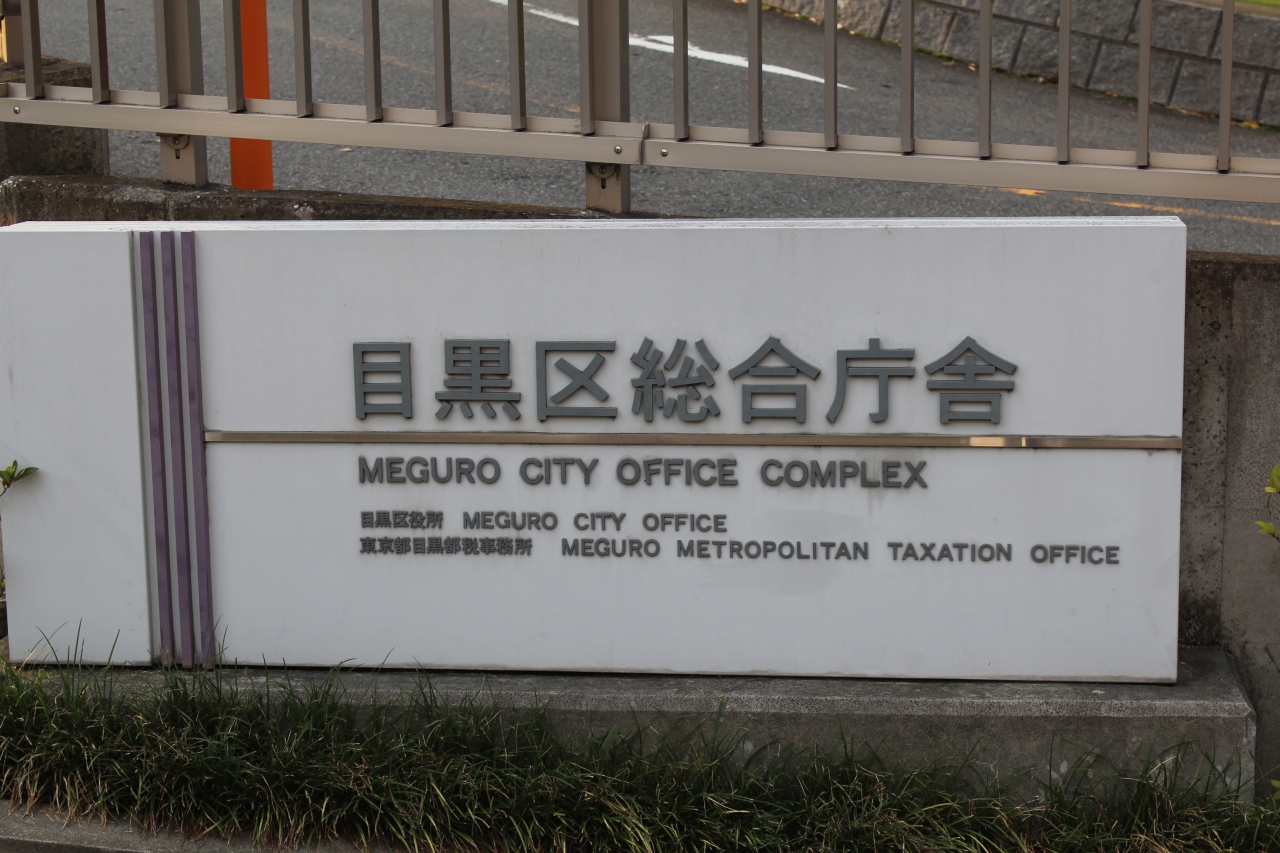 目黒区総合庁舎
MEGURO CITY OFFICE COMPLEX
目黒区役所 MEGURO CITY OFFICE
東京都目黒都税事務所 MEGURO METROPOLITAN TAXATION OFFICE